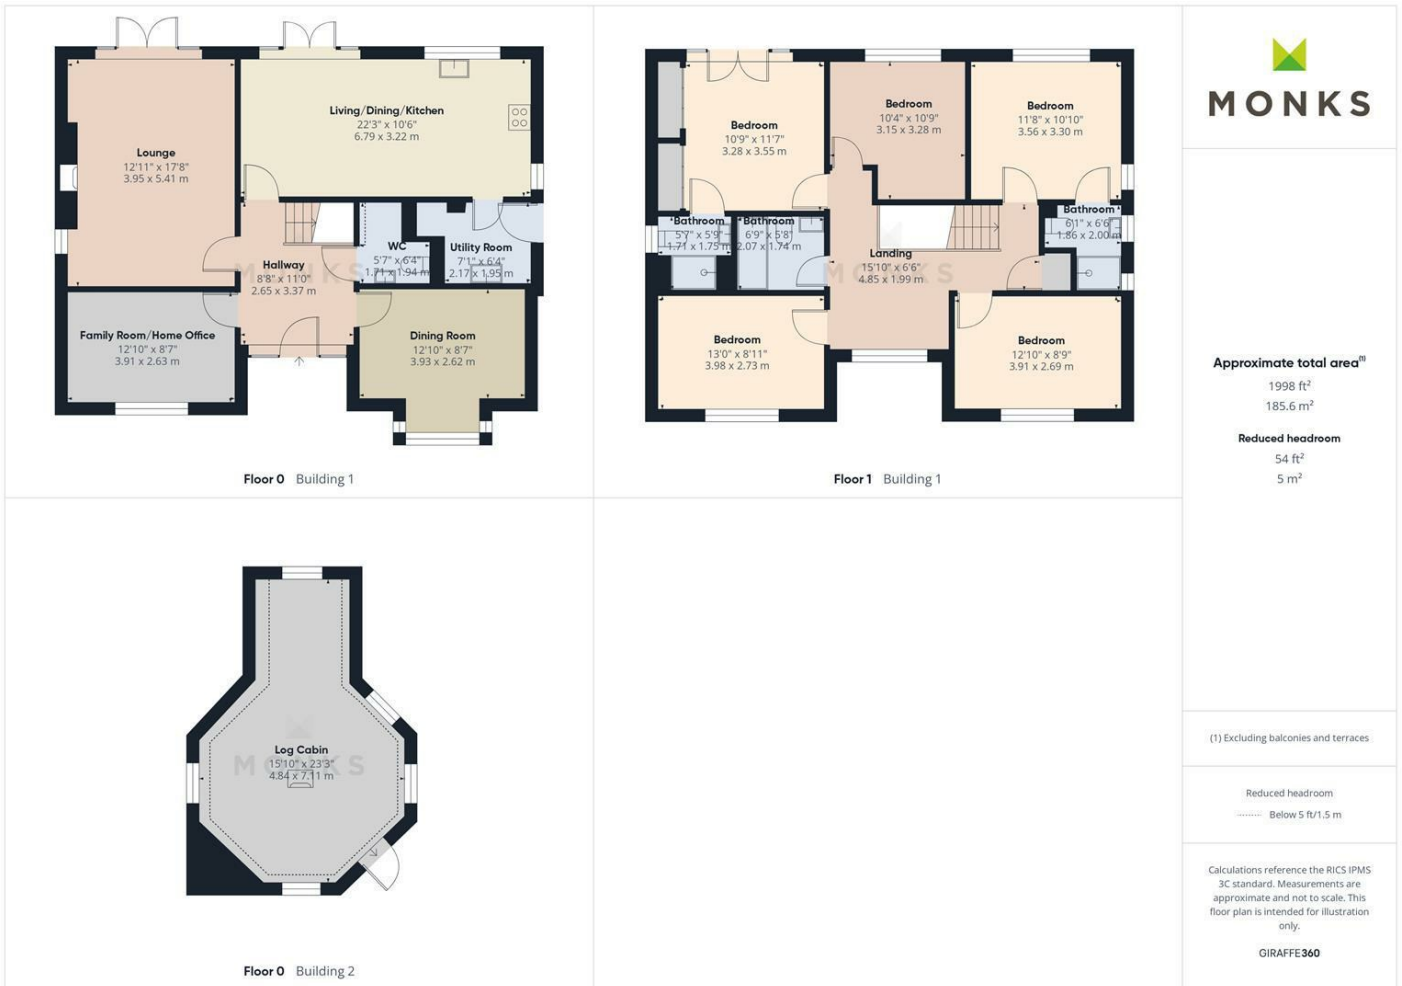 Lounge
12'11" x 17'8"
3.95 x 5.41 m
Living/Dining/Kitchen
22'3" x 10'6"
6.79 x 3.22 m
WC
5'7" x 6'4"
1.71 x 1.94 m
Utility Room
7'1" x 6'4"
2.17 x 1.95 m
Hallway
8'8" x 11'0"
2.65 x 3.37 m
Family Room/Home Office
12'10" x 8'7"
3.91 x 2.63 m
Dining Room
12'10" x 8'7"
3.93 x 2.62 m
MONKS
Floor 0 Building 1
Bedroom
10'9" x 11'7"
3.28 x 3.55 m
Bedroom
10'4" x 10'9"
3.15 x 3.28 m
Bedroom
11'8" x 10'10"
3.56 x 3.30 m
Bathroom
5'7" x 5'9"
1.71 x 1.75 m
Bathroom
6'9" x 5'8"
2.07 x 1.74 m
Bathroom
6'1" x 6'6"
1.86 x 2.00 m
Landing
15'10" x 6'6"
4.85 x 1.99 m
MONKS
Bedroom
13'0" x 8'11"
3.98 x 2.73 m
Bedroom
12'10" x 8'9"
3.91 x 2.69 m
Floor 1 Building 1
Log Cabin
15'10" x 23'3"
4.84 x 7.11 m
MONKS
Floor 0 Building 2
MONKS
Approximate total area(1)
1998 ft²
185.6 m²
Reduced headroom
54 ft²
5 m²
(1) Excluding balconies and terraces
Reduced headroom
Below 5 ft/1.5 m
Calculations reference the RICS IPMS
3C standard. Measurements are
approximate and not to scale. This
floor plan is intended for illustration
only.
GIRAFFE360